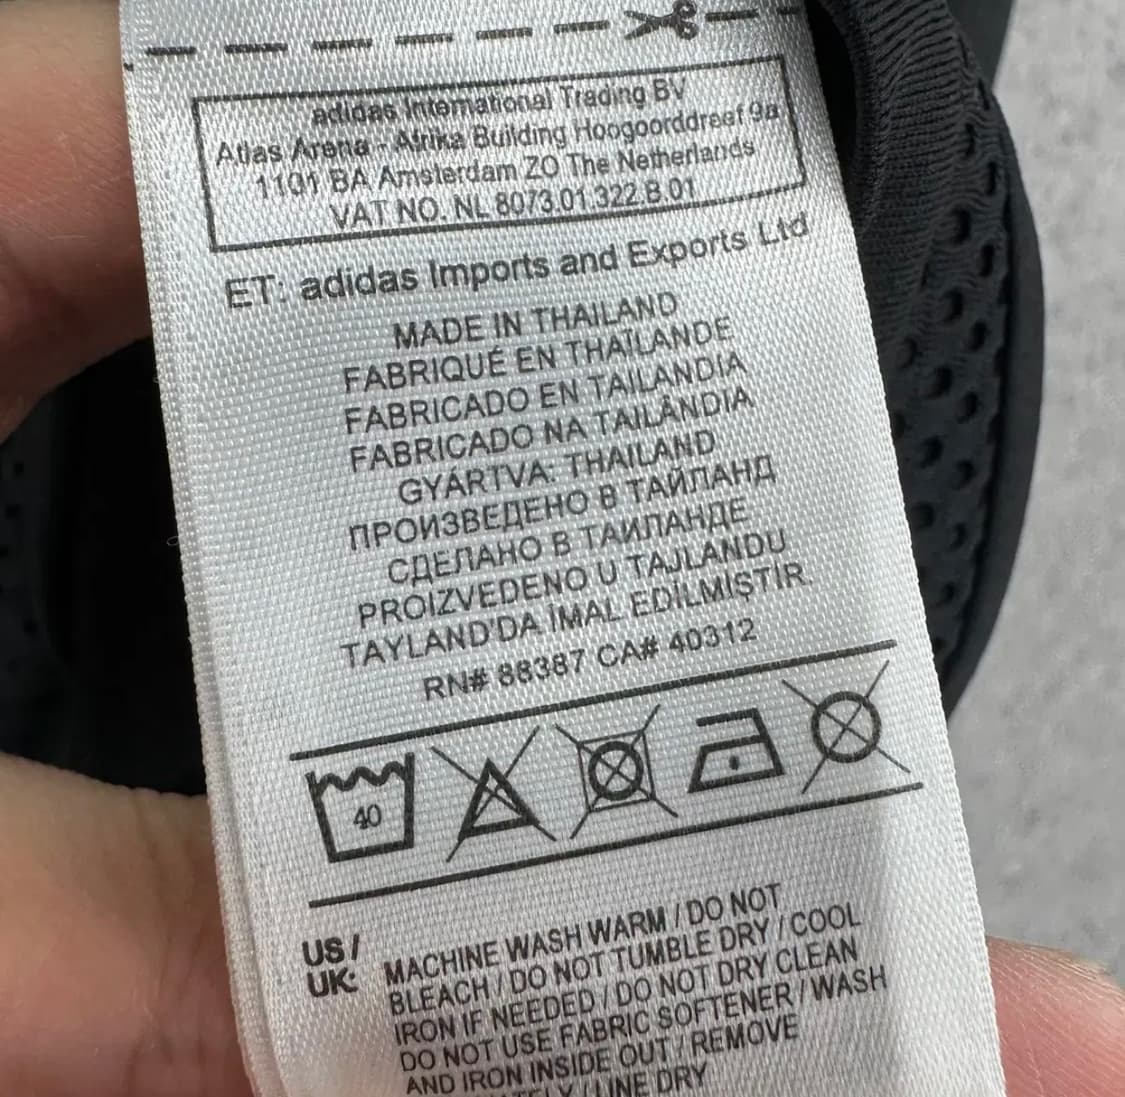 adidas International Trading BV
Atlas Arena - Afrika Building Hoogoorddreef 9a
1101 BA Amsterdam ZO The Netherlands
VAT NO. NL 8073.01.322.B.01
ET: adidas Imports and Exports Ltd
MADE IN THAILAND
FABRIQUÉ EN THAÏLANDE
FABRICADO EN TAILANDIA
FABRICADO NA TAILÂNDIA
GYÁRTVA: THAILAND
ПРОИЗВЕДЕНО В ТАЙЛАНД
СДЕЛАНО В ТАИЛАНДЕ
PROIZVEDENO U TAJLANDU
TAYLAND'DA İMAL EDİLMİŞTİR.
RN# 88387 CA# 40312
40
US / UK: MACHINE WASH WARM / DO NOT
BLEACH / DO NOT TUMBLE DRY / COOL
IRON IF NEEDED / DO NOT DRY CLEAN
DO NOT USE FABRIC SOFTENER / WASH
AND IRON INSIDE OUT / REMOVE
LINE DRY